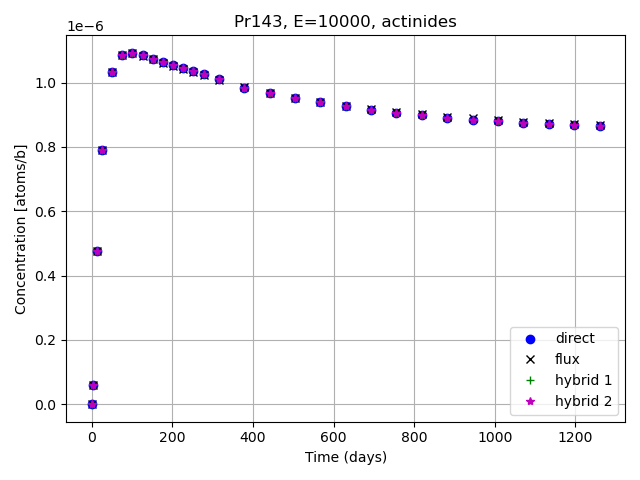 Pr143, E=10000, actinides
1e−6
1.0
0.8
0.6
0.4
0.2
0.0
Concentration [atoms/b]
0 200 400 600 800 1000 1200
Time (days)
direct
flux
hybrid 1
hybrid 2